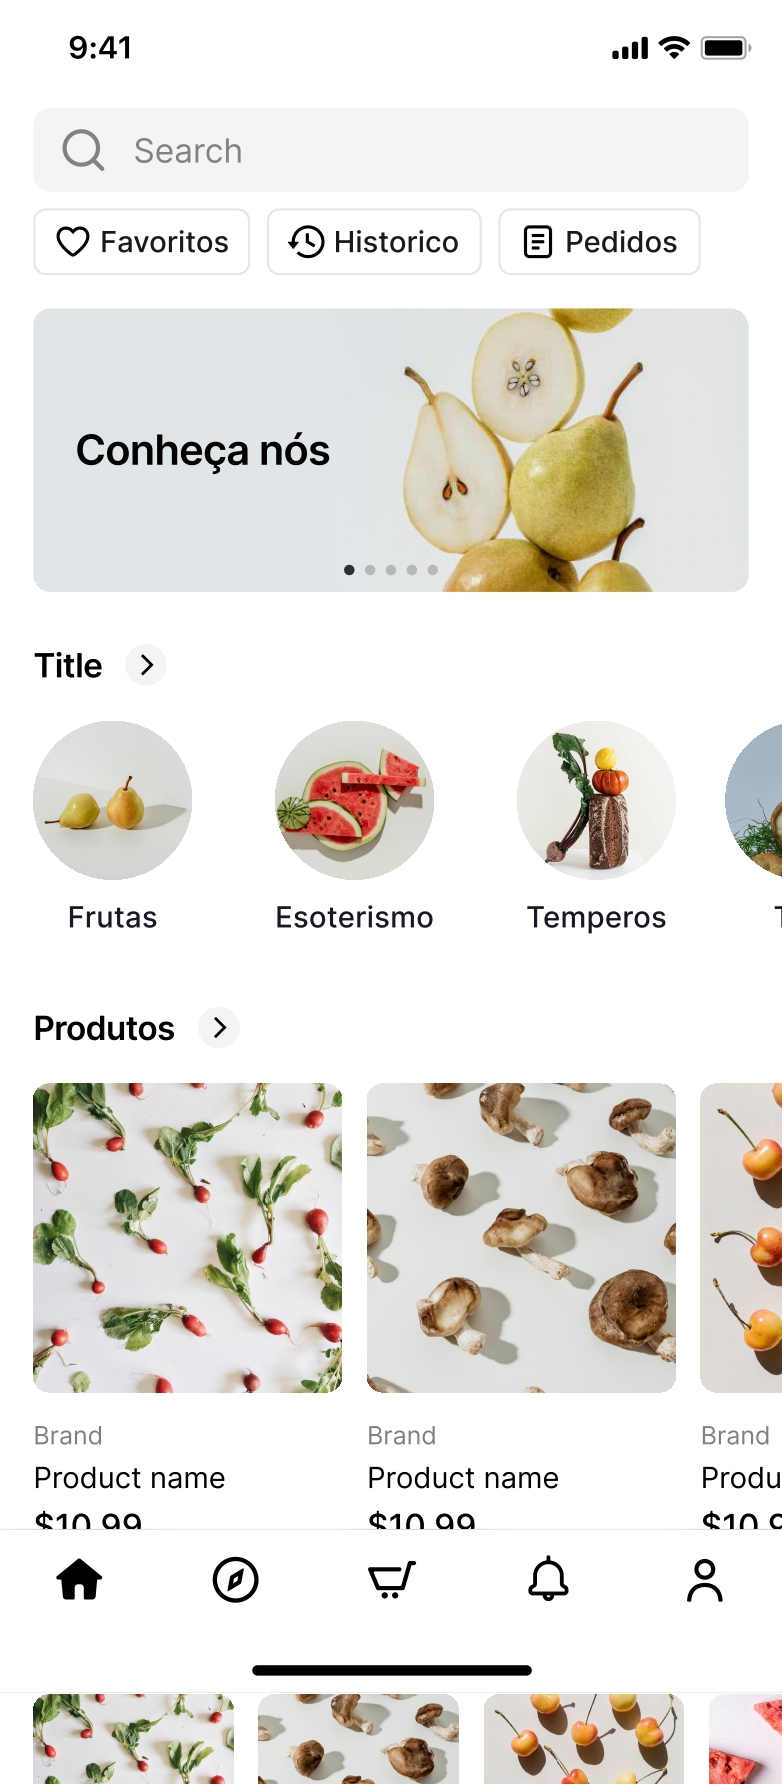 9:41
Search
Favoritos
Historico
Pedidos
Conheça nós
Title
Frutas
Esoterismo
Temperos
T
Produtos
Brand
Brand
Brand
Product name
Product name
Produ
$10.99
$10.99
$10.9